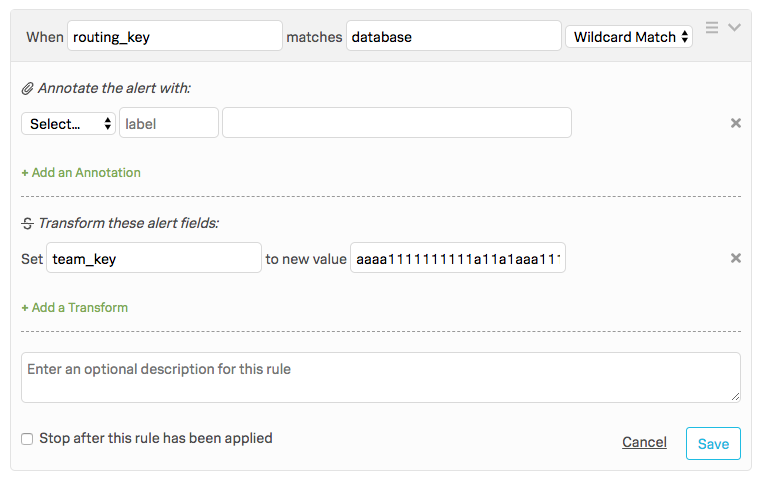 When routing_key matches database Wildcard Match
Annotate the alert with:
Select... label
+ Add an Annotation
Transform these alert fields:
Set team_key to new value aaaa1111111111a11a1aaa11
+ Add a Transform
Enter an optional description for this rule
Stop after this rule has been applied
Cancel Save